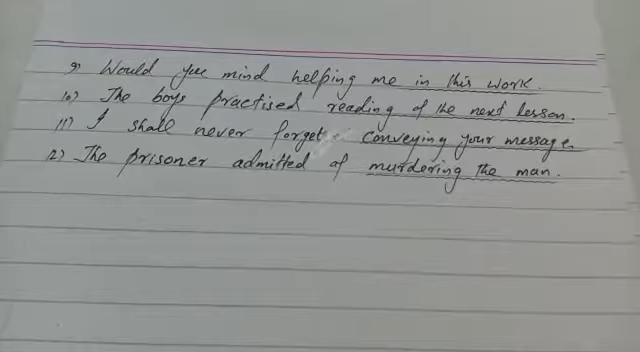 9) Would you mind helping me in this work.
10) The boys practised reading of the next lesson.
11) I shall never forget conveying your message.
12) The prisoner admitted of murdering the man.